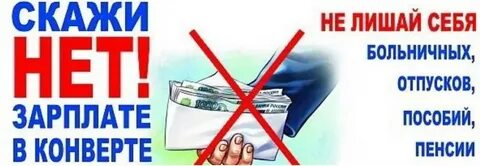 СКАЖИ
НЕТ!
ЗАРПЛАТЕ
В КОНВЕРТЕ
НЕ ЛИШАЙ СЕБЯ
БОЛЬНИЧНЫХ,
ОТПУСКОВ,
ПОСОБИЙ,
ПЕНСИИ